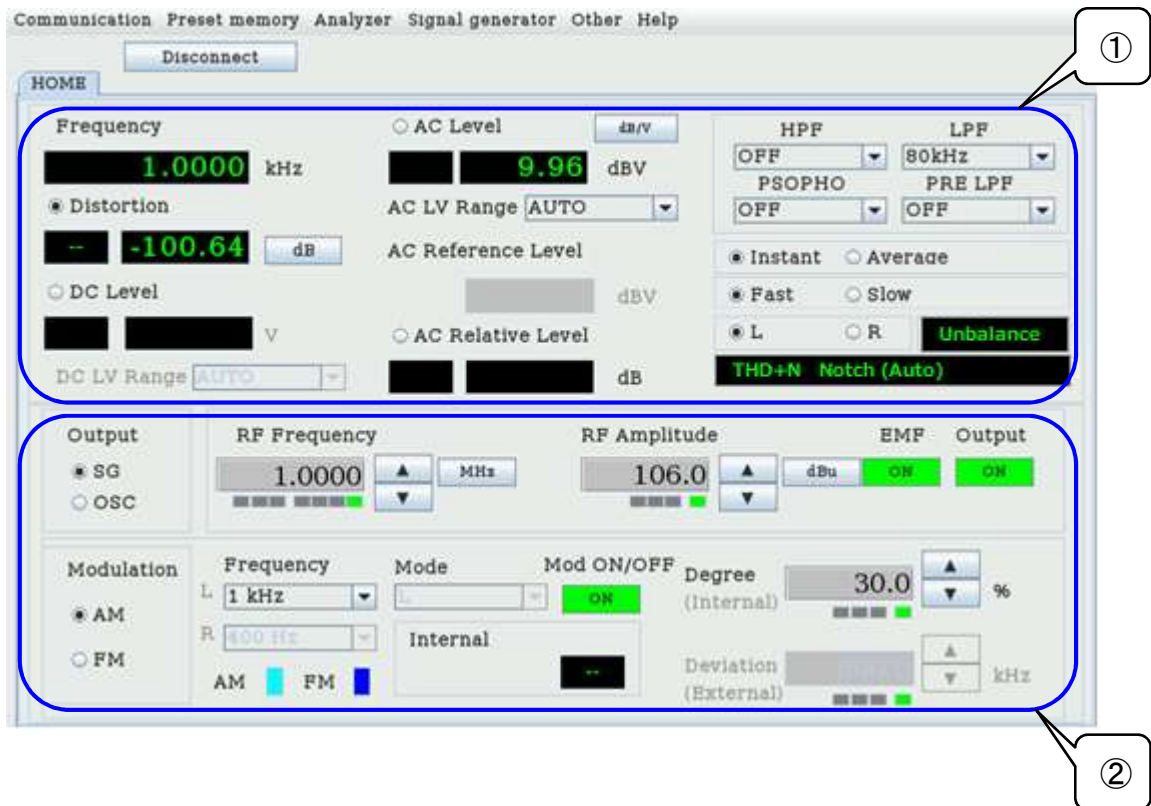 Communication Preset memory Analyzer Signal generator Other Help
①
Disconnect
HOME
Frequency
1.0000 kHz
Distortion
-- -100.64 dB
DC Level
V
DC LV Range AUTO
AC Level dB/V
9.96 dBV
AC LV Range AUTO
AC Reference Level
dBV
AC Relative Level
dB
HPF LPF
OFF 80kHz
PSOPHO PRE LPF
OFF OFF
Instant Average
Fast Slow
L R Unbalance
THD+N Notch (Auto)
Output
SG
OSC
RF Frequency
1.0000 MHz
RF Amplitude
106.0 dBu
EMF Output
ON ON
Modulation
AM
FM
Frequency
L 1 kHz
R 400 Hz
AM FM
Mode
L
Mod ON/OFF
ON
Internal
--
Degree
(Internal)
30.0 %
Deviation
(External)
kHz
②